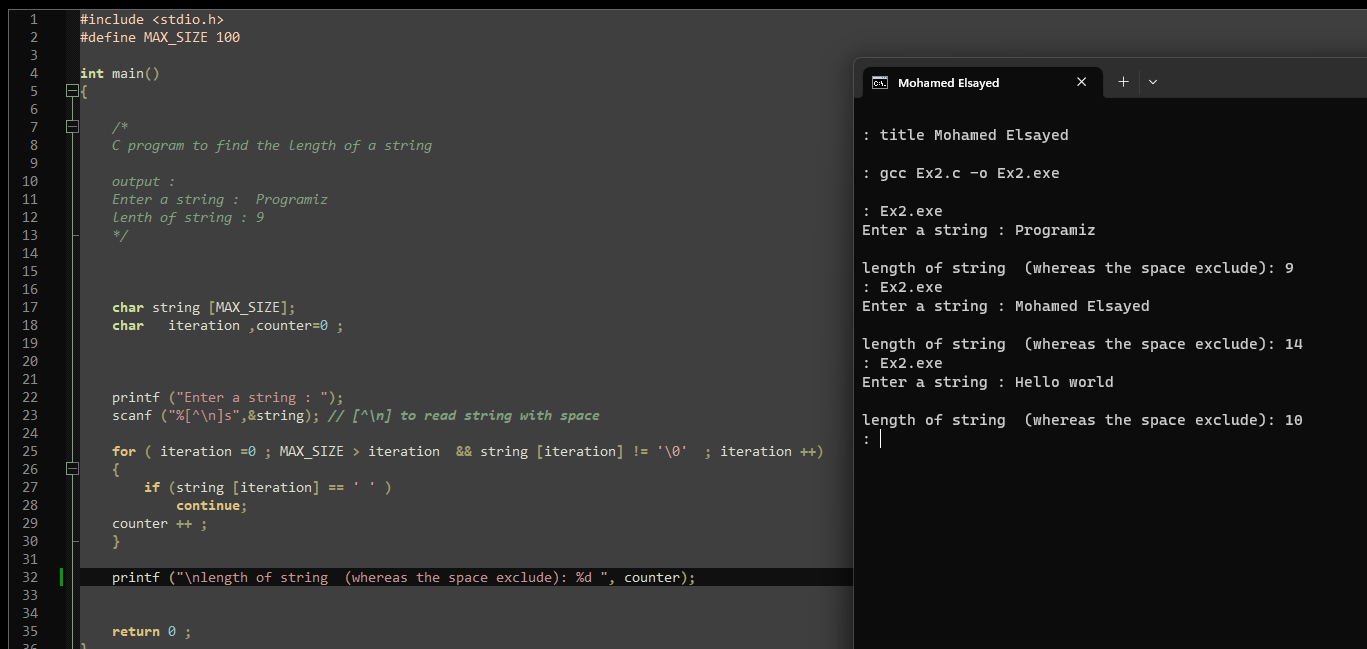 1 #include <stdio.h>
2 #define MAX_SIZE 100
3
4 int main()
5 {
6
7 /*
8 C program to find the length of a string
9
10 output :
11 Enter a string :  Programiz
12 lenth of string : 9
13 */
14
15
16
17 char string [MAX_SIZE];
18 char   iteration ,counter=0 ;
19
20
21
22 printf ("Enter a string : ");
23 scanf ("%[^\n]s",&string); // [^\n] to read string with space
24
25 for ( iteration =0 ; MAX_SIZE > iteration  && string [iteration] != '\0'  ; iteration ++)
26 {
27 if (string [iteration] == ' ' )
28 continue;
29 counter ++ ;
30 }
31
32 printf ("\nlength of string  (whereas the space exclude): %d ", counter);
33
34
35 return 0 ;
36 }
Mohamed Elsayed
: title Mohamed Elsayed
: gcc Ex2.c -o Ex2.exe
: Ex2.exe
Enter a string : Programiz
length of string  (whereas the space exclude): 9
: Ex2.exe
Enter a string : Mohamed Elsayed
length of string  (whereas the space exclude): 14
: Ex2.exe
Enter a string : Hello world
length of string  (whereas the space exclude): 10
: